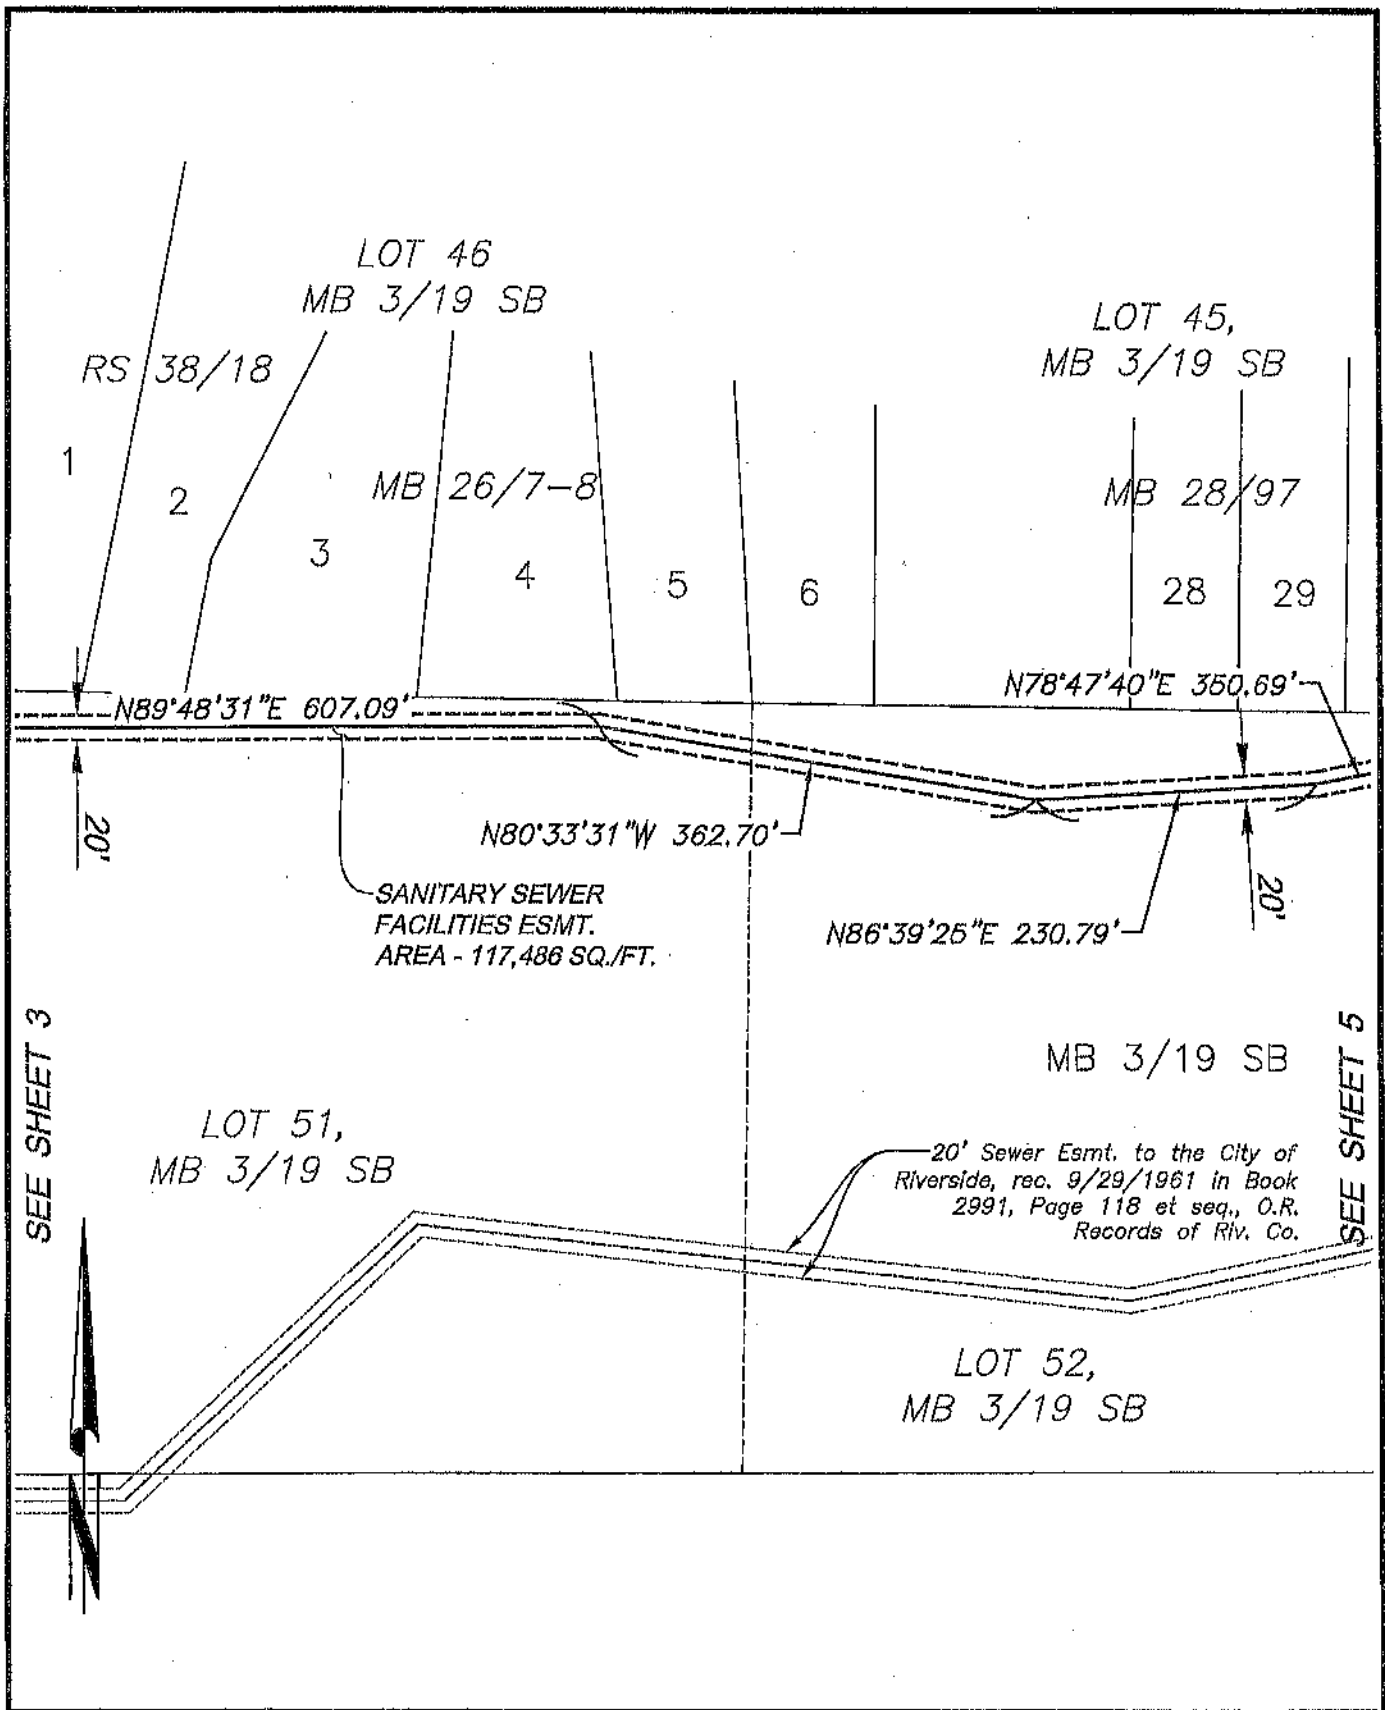 LOT 46
MB 3/19 SB
LOT 45,
MB 3/19 SB
RS 38/18
1
2
MB 26/7-8
MB 28/97
3
4
5
6
28
29
N89°48'31"E 607.09'
N78°47'40"E 350.69'
20'
N80°33'31"W 362.70'
SANITARY SEWER
FACILITIES ESMT.
AREA - 117,486 SQ./FT.
20'
N86°39'25"E 230.79'
SEE SHEET 3
MB 3/19 SB
SEE SHEET 5
LOT 51,
MB 3/19 SB
20' Sewer Esmt. to the City of
Riverside, rec. 9/29/1961 in Book
2991, Page 118 et seq., O.R.
Records of Riv. Co.
LOT 52,
MB 3/19 SB
N